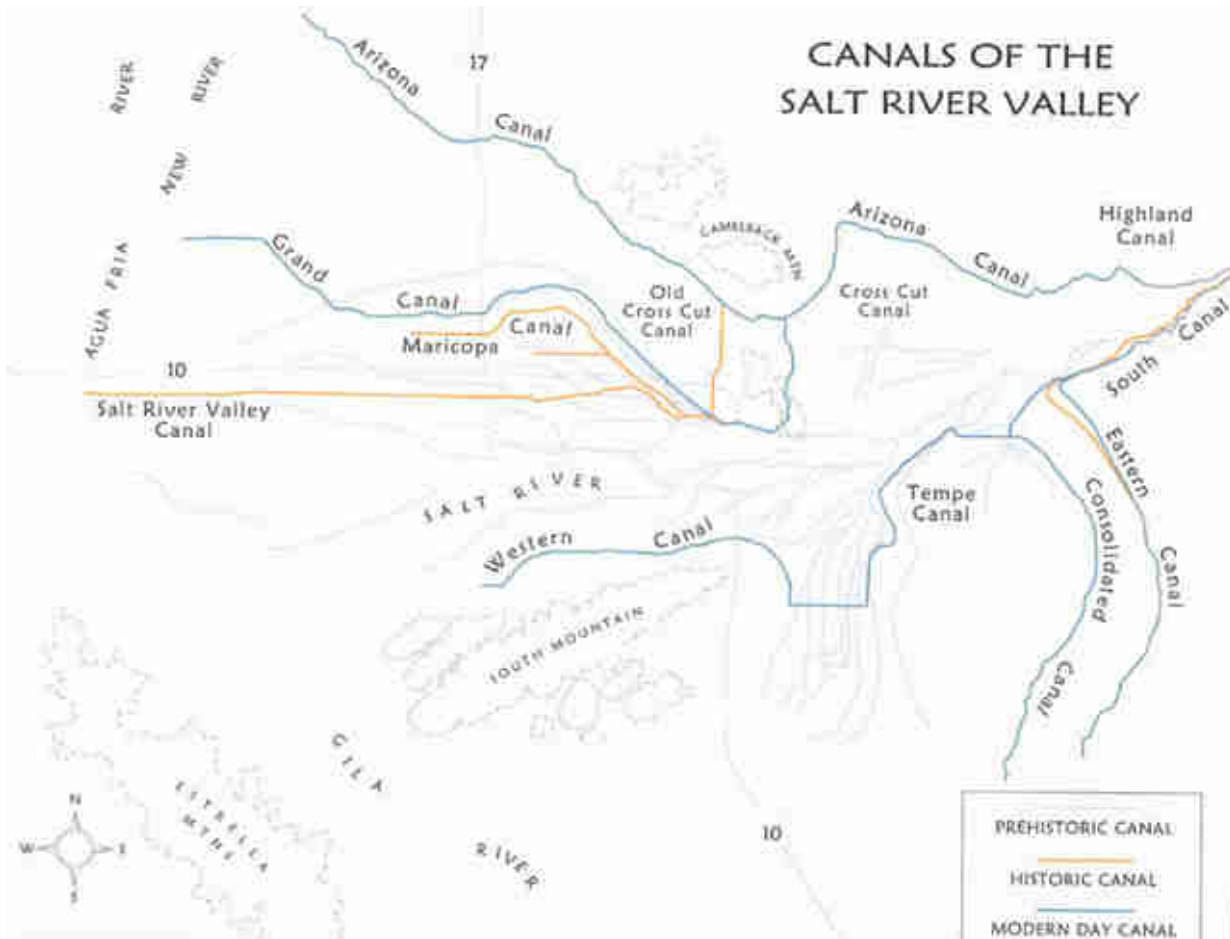 CANALS OF THE
SALT RIVER VALLEY
RIVER
RIVER
NEW
AGUA FRIA
17
Arizona
Canal
CAMELBACK MTN
Arizona
Canal
Highland
Canal
Grand
Canal
Old
Cross Cut
Canal
Cross Cut
Canal
Canal
Maricopa
South
Canal
10
Salt River Valley
Canal
SALT RIVER
Eastern
Canal
Tempe
Canal
Consolidated
Canal
Western
Canal
SOUTH MOUNTAIN
GILA
RIVER
ESTRELLA
MTNS
N
W
E
S
10
PREHISTORIC CANAL
HISTORIC CANAL
MODERN DAY CANAL